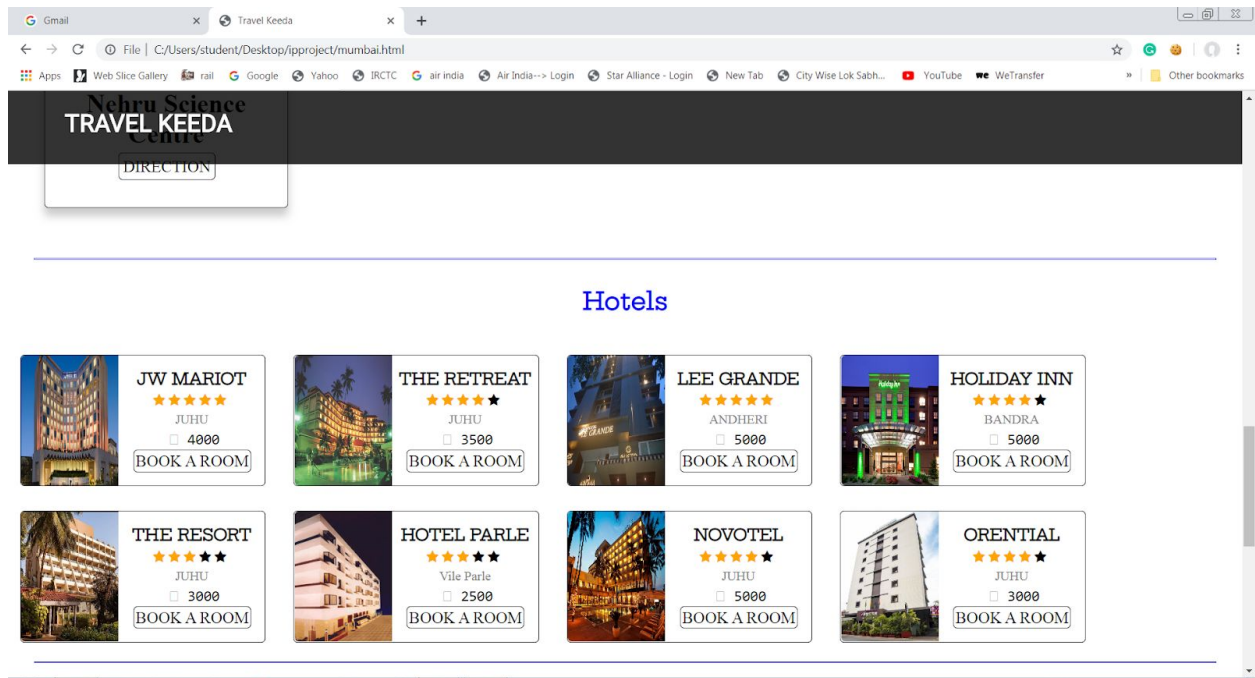 Gmail
Travel Keeda
File | C:/Users/student/Desktop/ipproject/mumbai.html
Apps Web Slice Gallery rail Google Yahoo IRCTC air india Air India--> Login Star Alliance - Login New Tab City Wise Lok Sabh... YouTube we WeTransfer » Other bookmarks
Nehru Science
TRAVEL KEEDA
Centre
DIRECTION
Hotels
JW MARIOT
JUHU
4000
BOOK A ROOM
THE RETREAT
JUHU
3500
BOOK A ROOM
LEE GRANDE
ANDHERI
5000
BOOK A ROOM
Holiday Inn
HOLIDAY INN
BANDRA
5000
BOOK A ROOM
THE RESORT
JUHU
3000
BOOK A ROOM
HOTEL PARLE
Vile Parle
2500
BOOK A ROOM
NOVOTEL
JUHU
5000
BOOK A ROOM
ORENTIAL
JUHU
3000
BOOK A ROOM